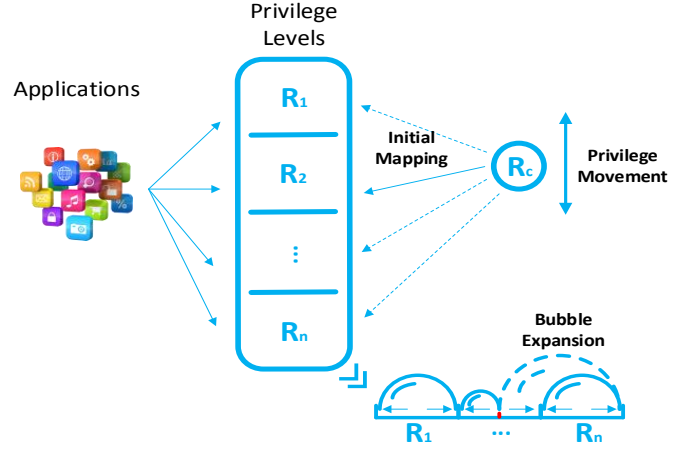 Privilege
Levels
Applications
R1
R2
⋮
Rn
Initial
Mapping
Rc
Privilege
Movement
Bubble
Expansion
R1
...
Rn